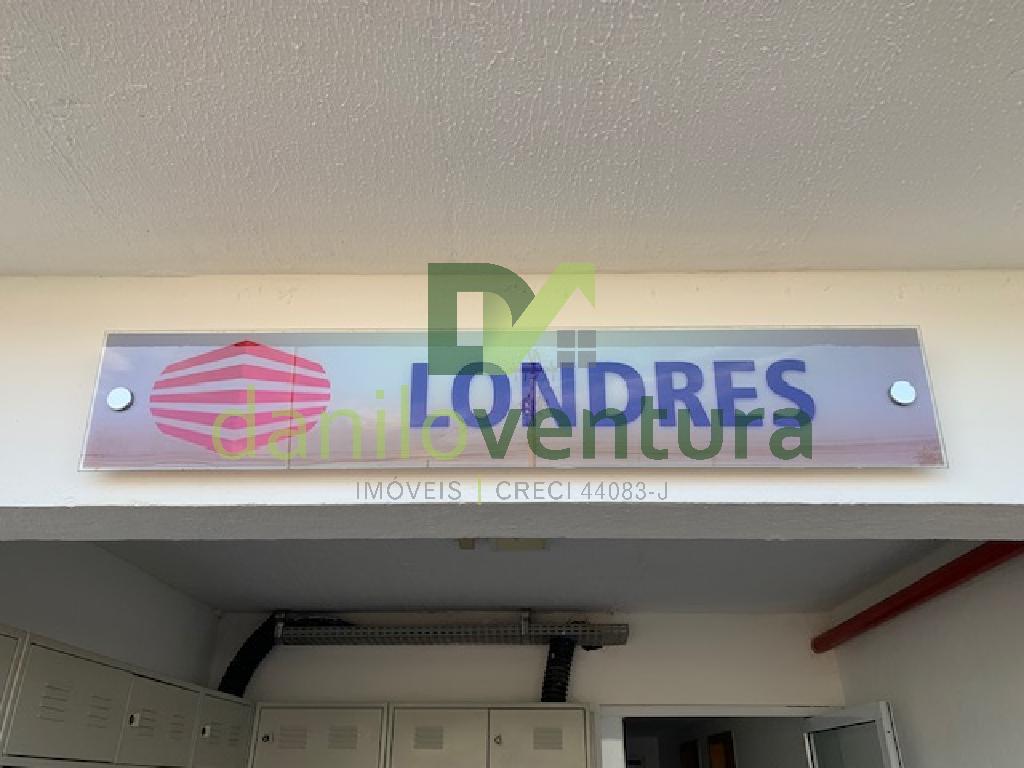 LONDRES
daniloventura
IMÓVEIS | CRECI 44083-J